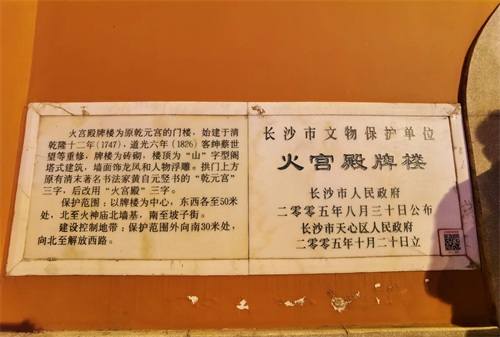 火宫殿牌楼为原乾元宫的门楼，始建于清
乾隆十二年(1747)，道光六年(1826)客绅蔡世
望等重修，牌楼为砖砌，楼顶为“山”字型阁
塔式建筑，墙面饰龙凤和人物浮雕。拱门上方
原有清末著名书法家黄自元竖书的“乾元宫”
三字，后改用“火宫殿”三字。
保护范围：以牌楼为中心，东西各至50米
处，北至火神庙北墙基，南至坡子街。
建设控制地带：保护范围外向南30米处，
向北至解放西路。
长沙市文物保护单位
火宫殿牌楼
长沙市人民政府
二〇〇五年八月三十日公布
长沙市天心区人民政府
二〇〇五年十月二十日立